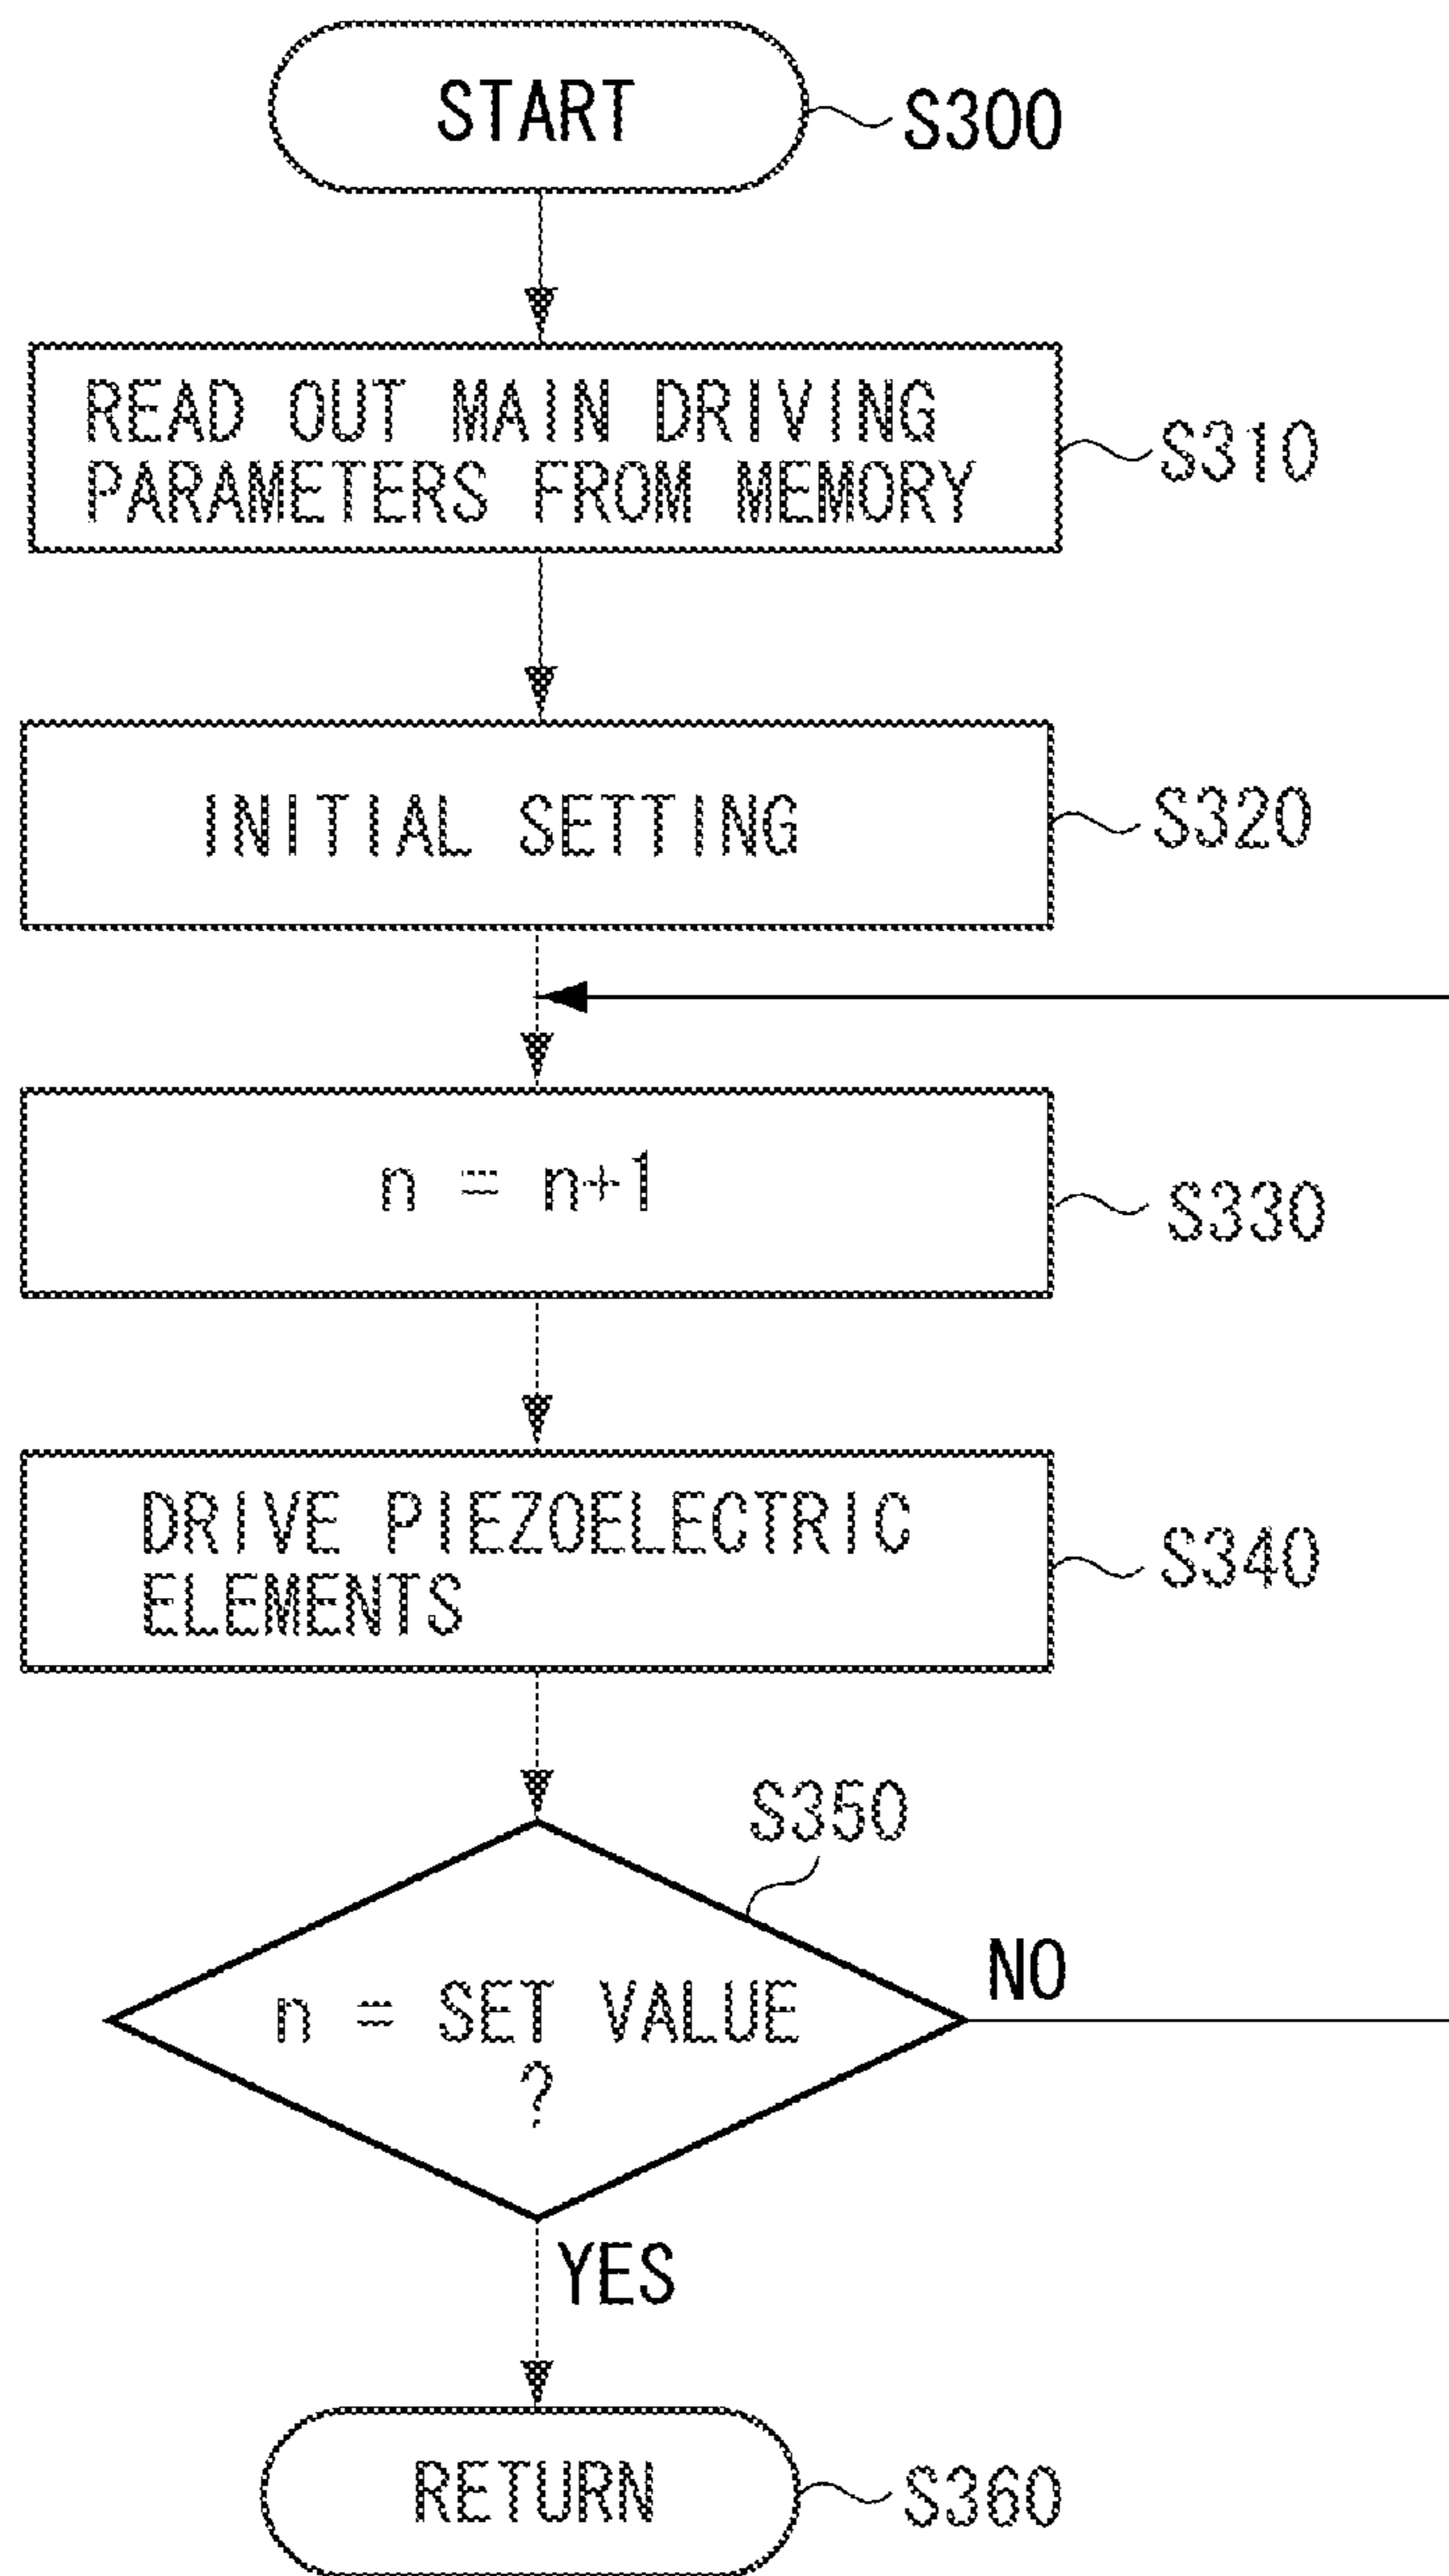 START
S300
READ OUT MAIN DRIVING
PARAMETERS FROM MEMORY
S310
INITIAL SETTING
S320
n = n+1
S330
DRIVE PIEZOELECTRIC
ELEMENTS
S340
S350
n = SET VALUE
?
NO
YES
RETURN
S360